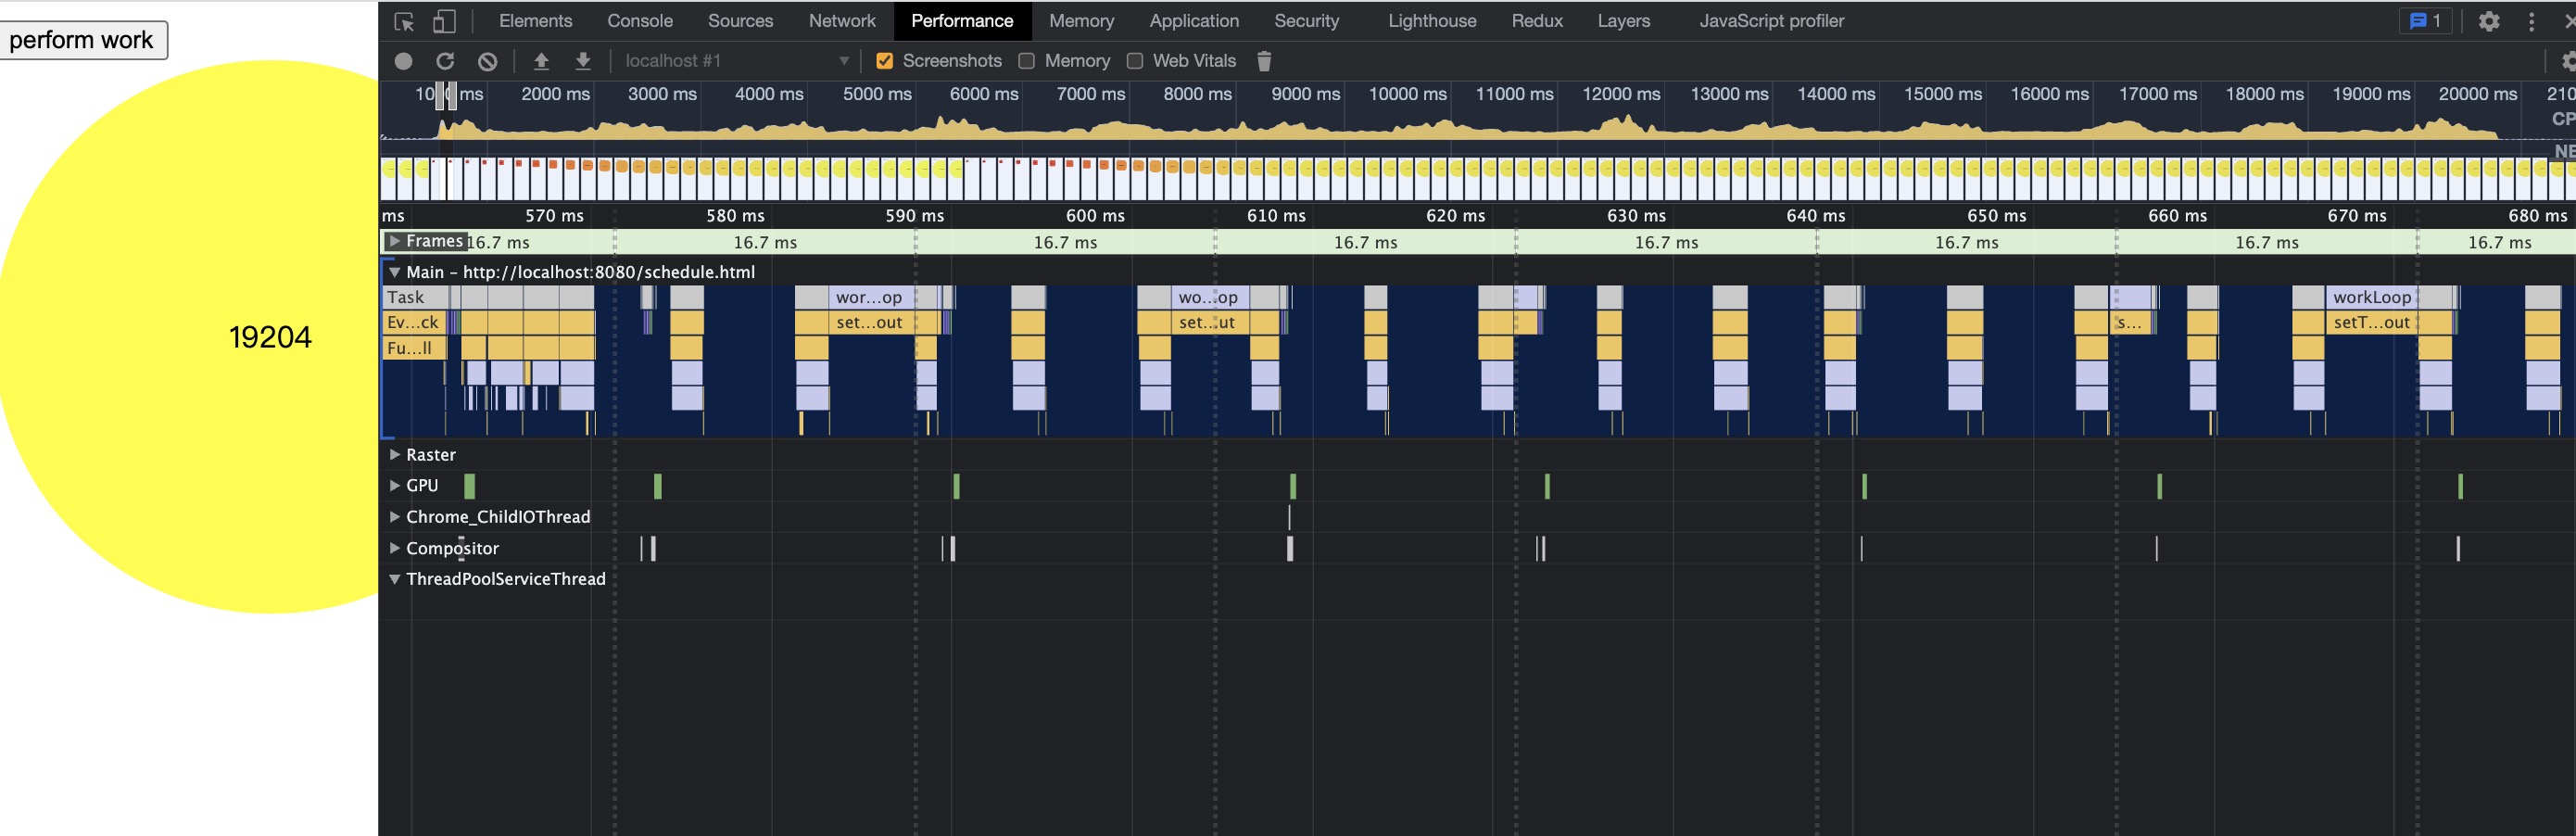 perform work
19204
Elements Console Sources Network Performance Memory Application Security Lighthouse Redux Layers JavaScript profiler 1
localhost #1 Screenshots Memory Web Vitals
ms 2000 ms 3000 ms 4000 ms 5000 ms 6000 ms 7000 ms 8000 ms 9000 ms 10000 ms 11000 ms 12000 ms 13000 ms 14000 ms 15000 ms 16000 ms 17000 ms 18000 ms 19000 ms 20000 ms 210
CP
NE
ms 570 ms 580 ms 590 ms 600 ms 610 ms 620 ms 630 ms 640 ms 650 ms 660 ms 670 ms 680 ms
Frames 16.7 ms 16.7 ms 16.7 ms 16.7 ms 16.7 ms 16.7 ms 16.7 ms 16.7 ms
Main – http://localhost:8080/schedule.html
Task wor…op wo…op workLoop
Ev…ck set…out set…ut s… setT…out
Fu…ll
Raster
GPU
Chrome_ChildIOThread
Compositor
ThreadPoolServiceThread